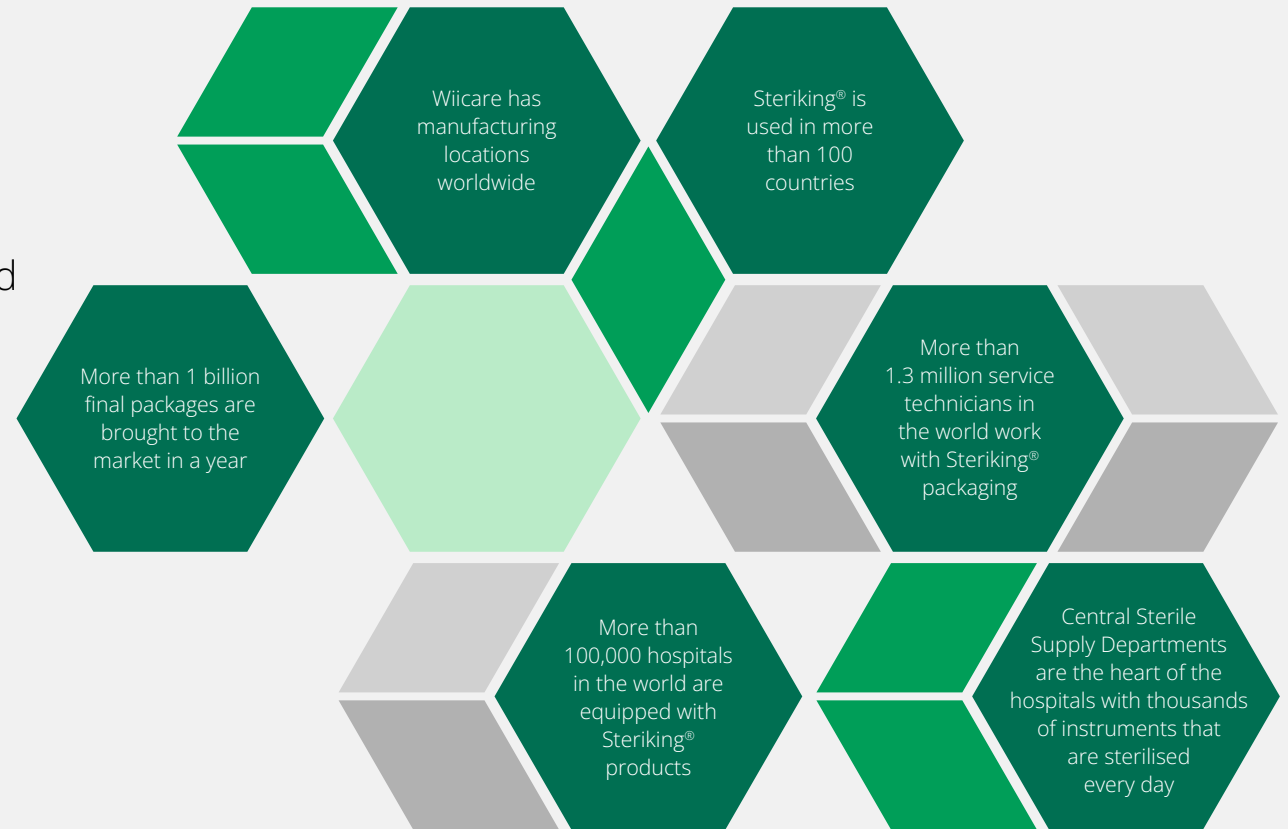 Wiicare has
manufacturing
locations
worldwide
Steriking® is
used in more
than 100
countries
d
More than 1 billion
final packages are
brought to the
market in a year
More than
1.3 million service
technicians in
the world work
with Steriking®
packaging
More than
100,000 hospitals
in the world are
equipped with
Steriking®
products
Central Sterile
Supply Departments
are the heart of the
hospitals with thousands
of instruments that
are sterilised
every day